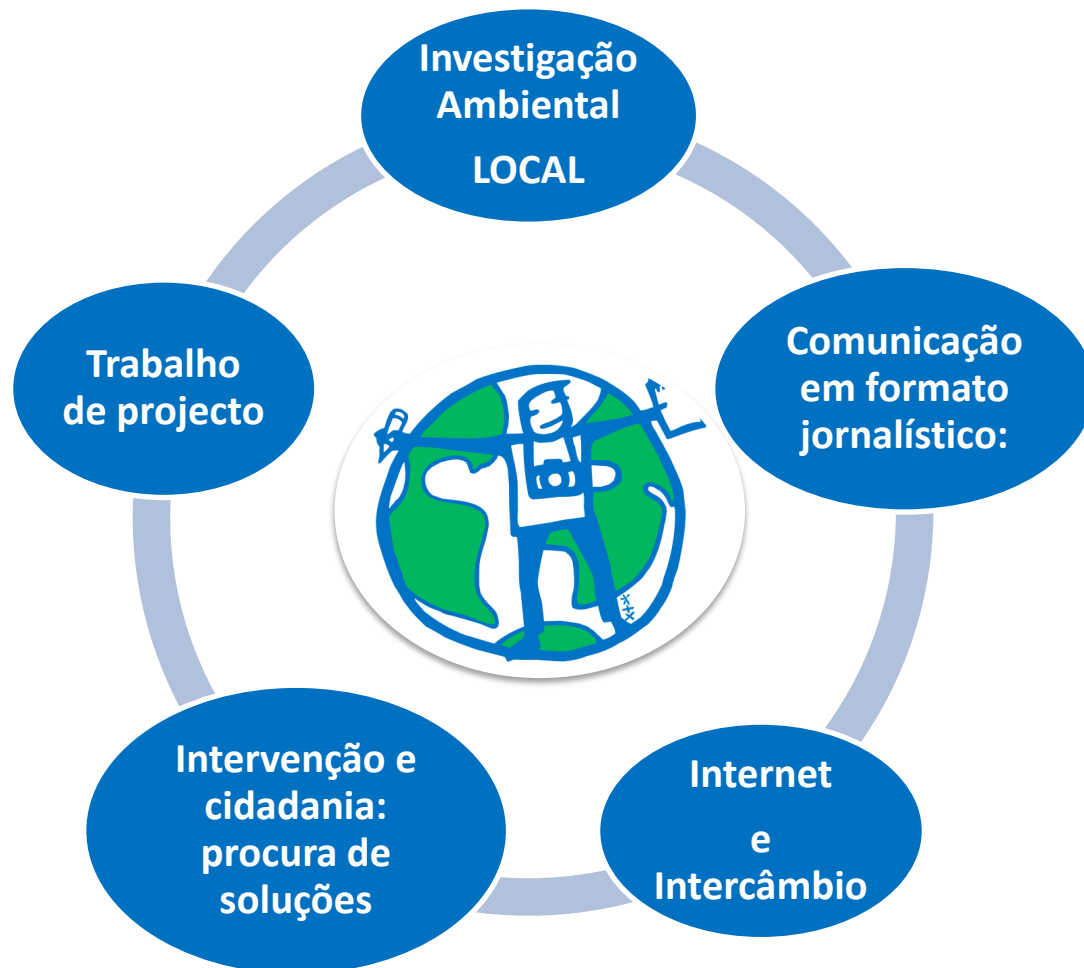 Investigação
Ambiental
LOCAL
Comunicação
em formato
jornalístico:
Internet
e
Intercâmbio
Intervenção e
cidadania:
procura de
soluções
Trabalho
de projecto